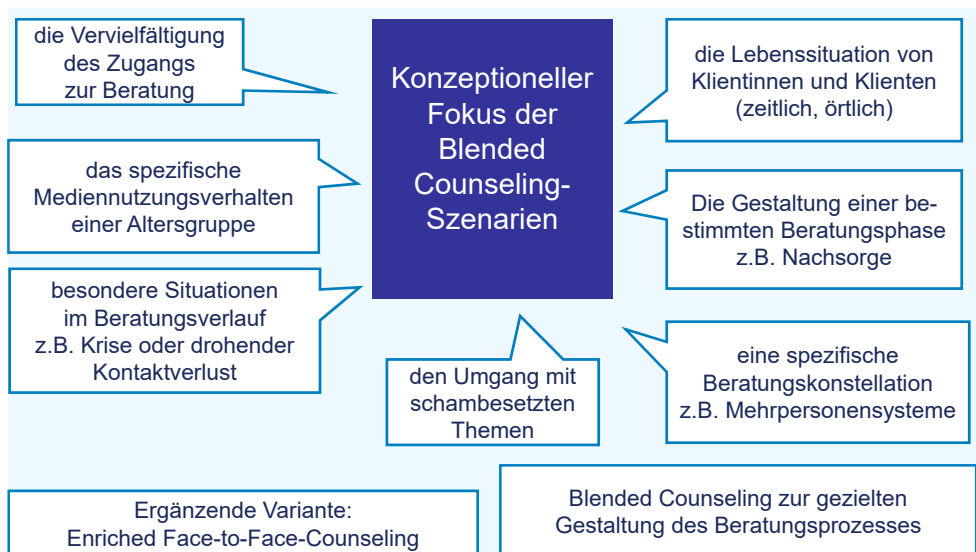 die Vervielfältigung
des Zugangs
zur Beratung
das spezifische
Mediennutzungsverhalten
einer Altersgruppe
besondere Situationen
im Beratungsverlauf
z.B. Krise oder drohender
Kontaktverlust
Konzeptioneller
Fokus der
Blended
Counseling-
Szenarien
den Umgang mit
schambesetzten
Themen
die Lebenssituation von
Klientinnen und Klienten
(zeitlich, örtlich)
Die Gestaltung einer be-
stimmten Beratungsphase
z.B. Nachsorge
eine spezifische
Beratungskonstellation
z.B. Mehrpersonensysteme
Ergänzende Variante:
Enriched Face-to-Face-Counseling
Blended Counseling zur gezielten
Gestaltung des Beratungsprozesses